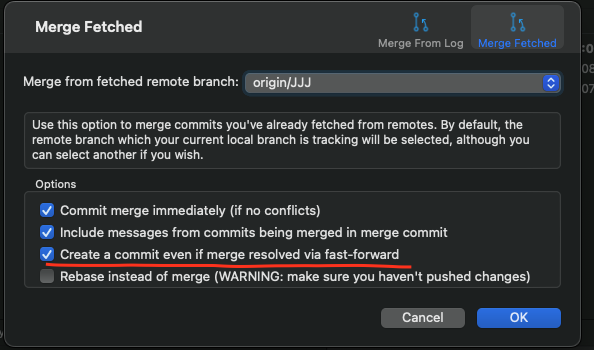 Merge Fetched
Merge From Log
Merge Fetched
Merge from fetched remote branch:
origin/JJJ
Use this option to merge commits you've already fetched from remotes. By default, the
remote branch which your current local branch is tracking will be selected, although you
can select another if you wish.
Options
Commit merge immediately (if no conflicts)
Include messages from commits being merged in merge commit
Create a commit even if merge resolved via fast-forward
Rebase instead of merge (WARNING: make sure you haven't pushed changes)
Cancel
OK